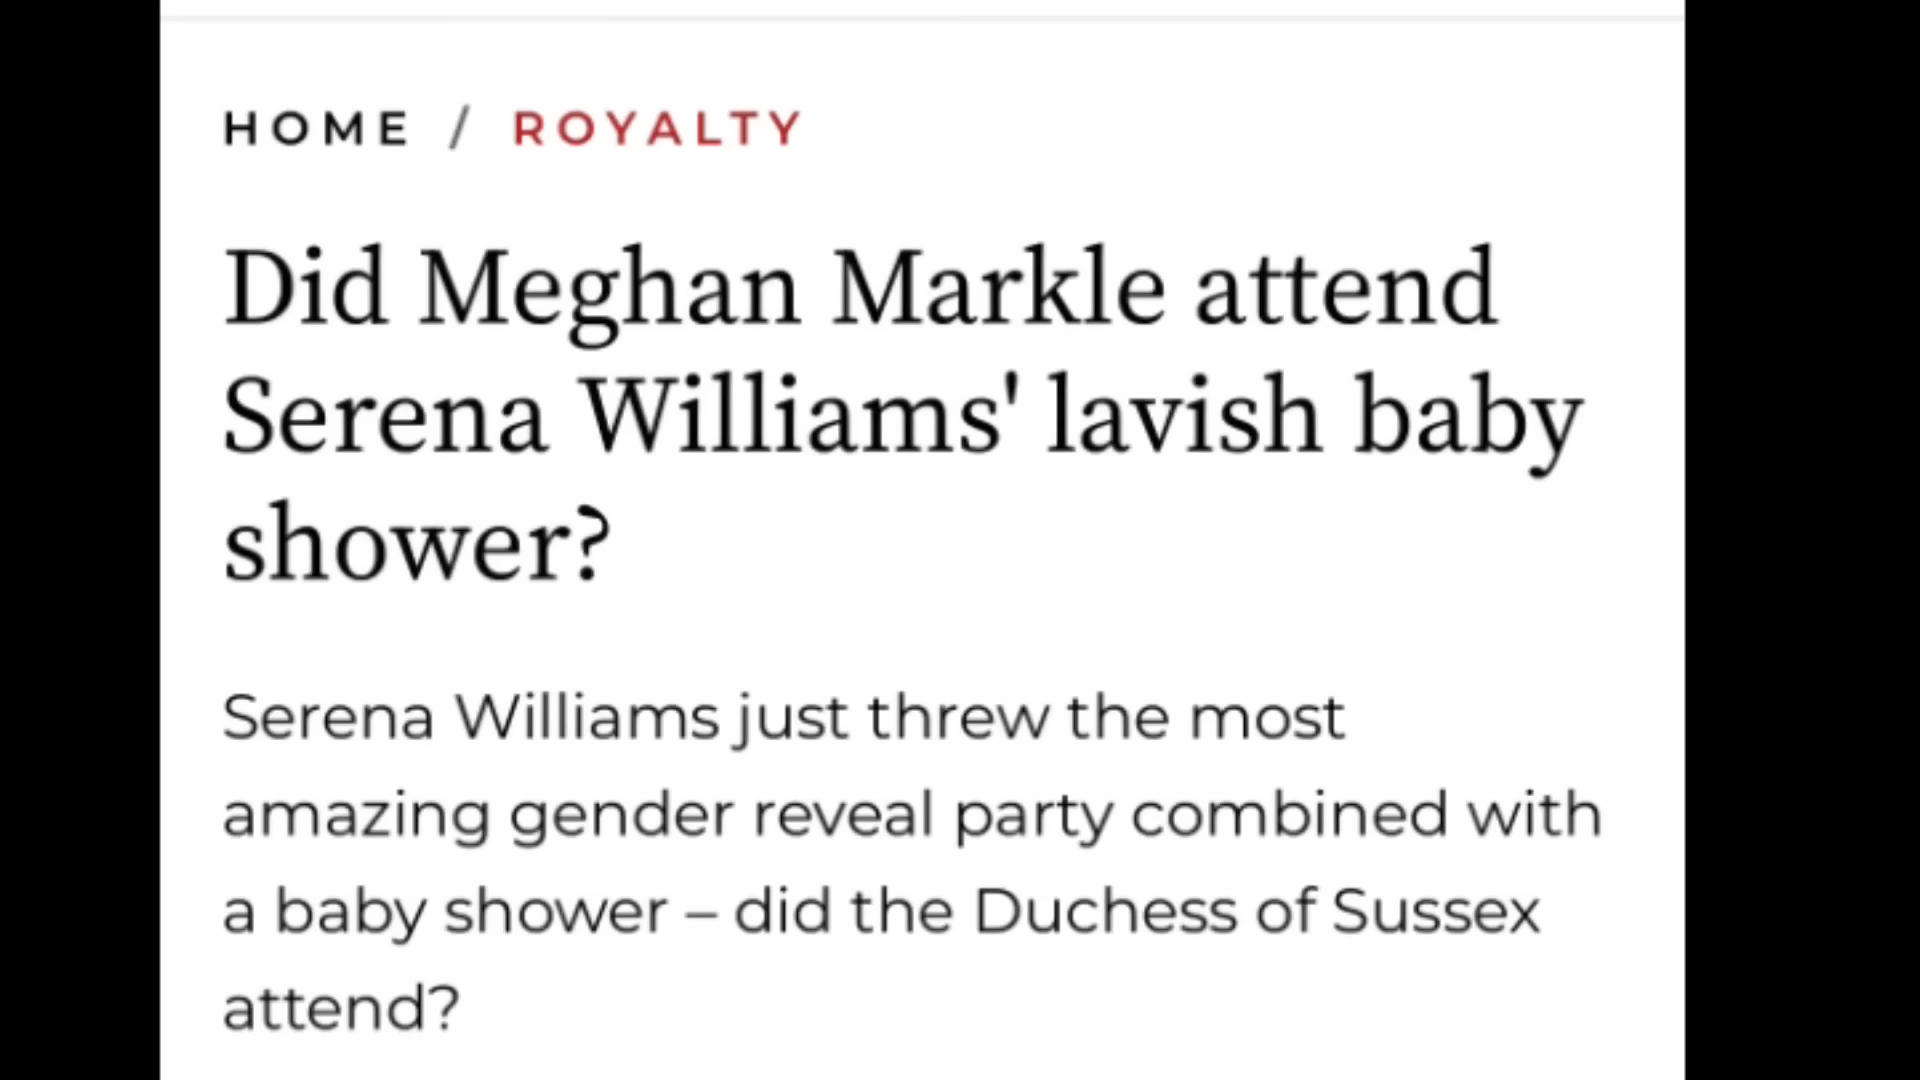 HOME / ROYALTY
Did Meghan Markle attend
Serena Williams' lavish baby
shower?
Serena Williams just threw the most
amazing gender reveal party combined with
a baby shower – did the Duchess of Sussex
attend?